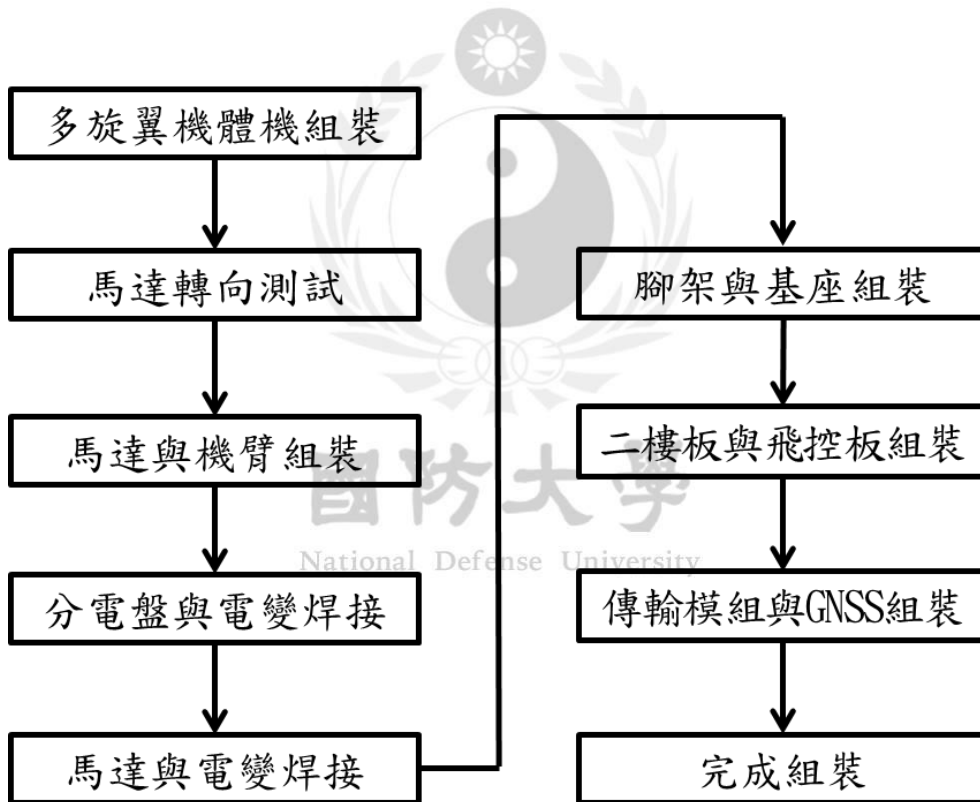 多旋翼機體機組裝
馬達轉向測試
馬達與機臂組裝
分電盤與電變焊接
馬達與電變焊接
腳架與基座組裝
二樓板與飛控板組裝
傳輸模組與GNSS組裝
完成組裝
國防大學
National Defense University